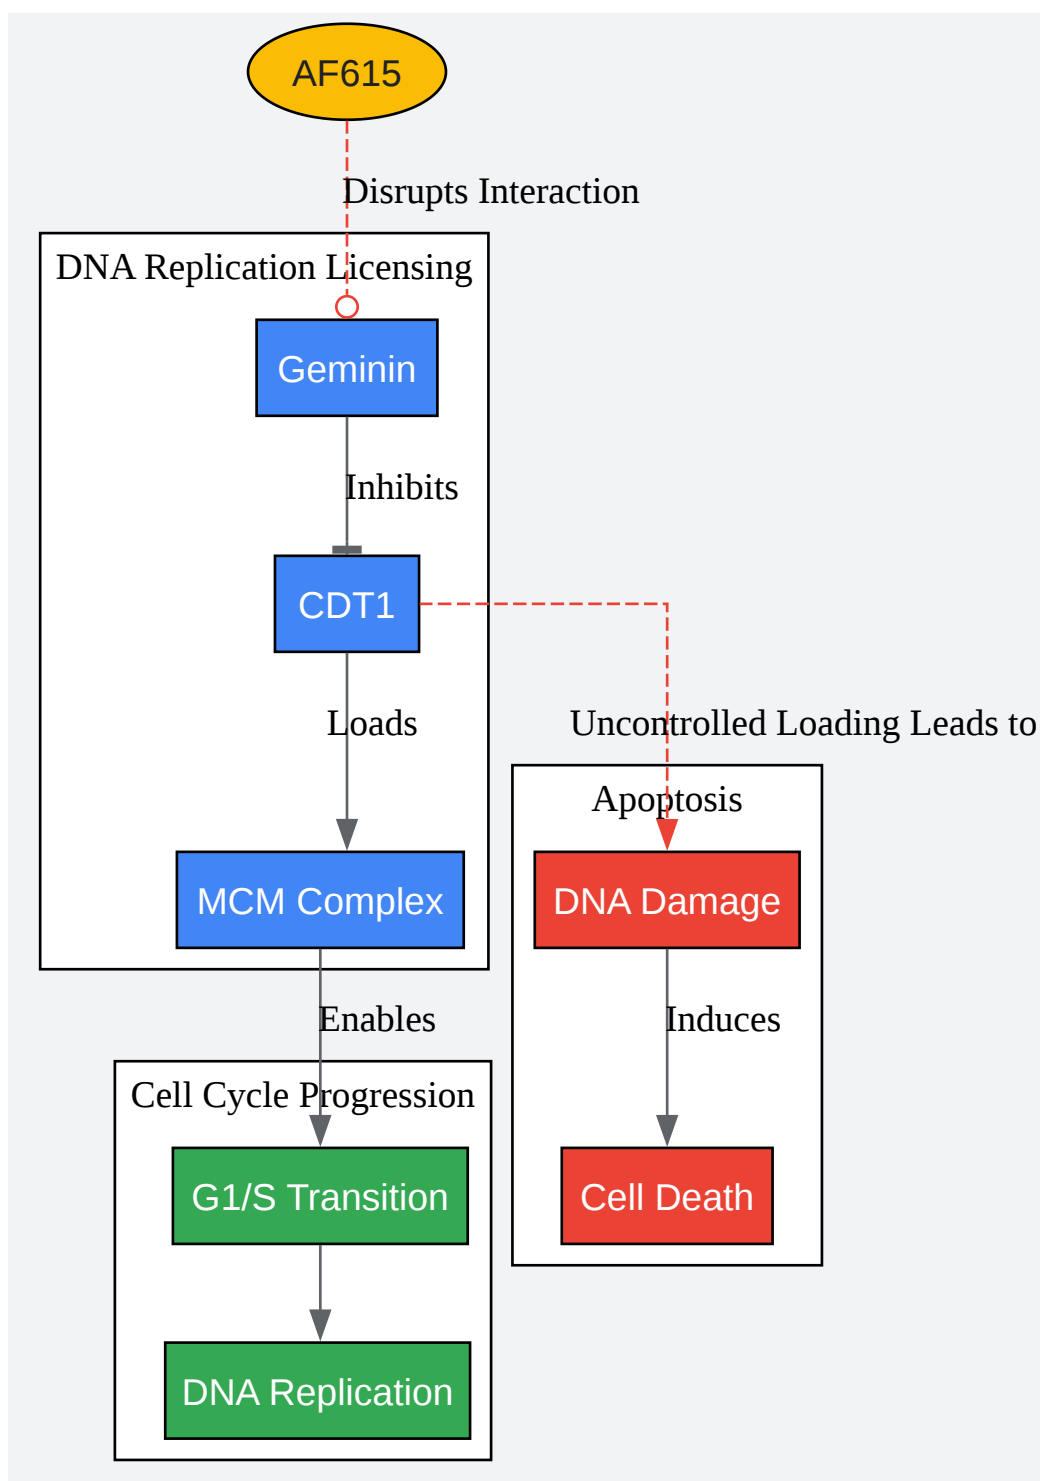 AF615
Disrupts Interaction
DNA Replication Licensing
Geminin
Inhibits
CDT1
Loads
Uncontrolled Loading Leads to
Apoptosis
MCM Complex
DNA Damage
Enables
Induces
Cell Cycle Progression
G1/S Transition
Cell Death
DNA Replication